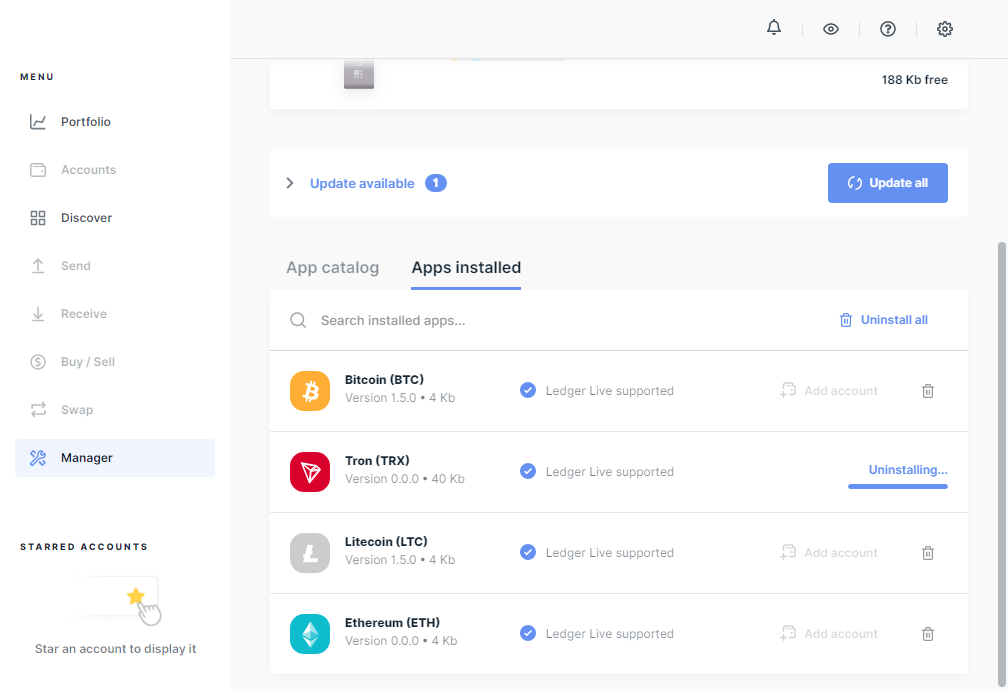 MENU
Portfolio
Accounts
Discover
Send
Receive
Buy / Sell
Swap
Manager
STARRED ACCOUNTS
Star an account to display it
188 Kb free
Update available 1
Update all
App catalog Apps installed
Search installed apps...
Uninstall all
Bitcoin (BTC)
Version 1.5.0 • 4 Kb
Ledger Live supported
Add account
Tron (TRX)
Version 0.0.0 • 40 Kb
Ledger Live supported
Uninstalling...
Litecoin (LTC)
Version 1.5.0 • 4 Kb
Ledger Live supported
Add account
Ethereum (ETH)
Version 0.0.0 • 4 Kb
Ledger Live supported
Add account